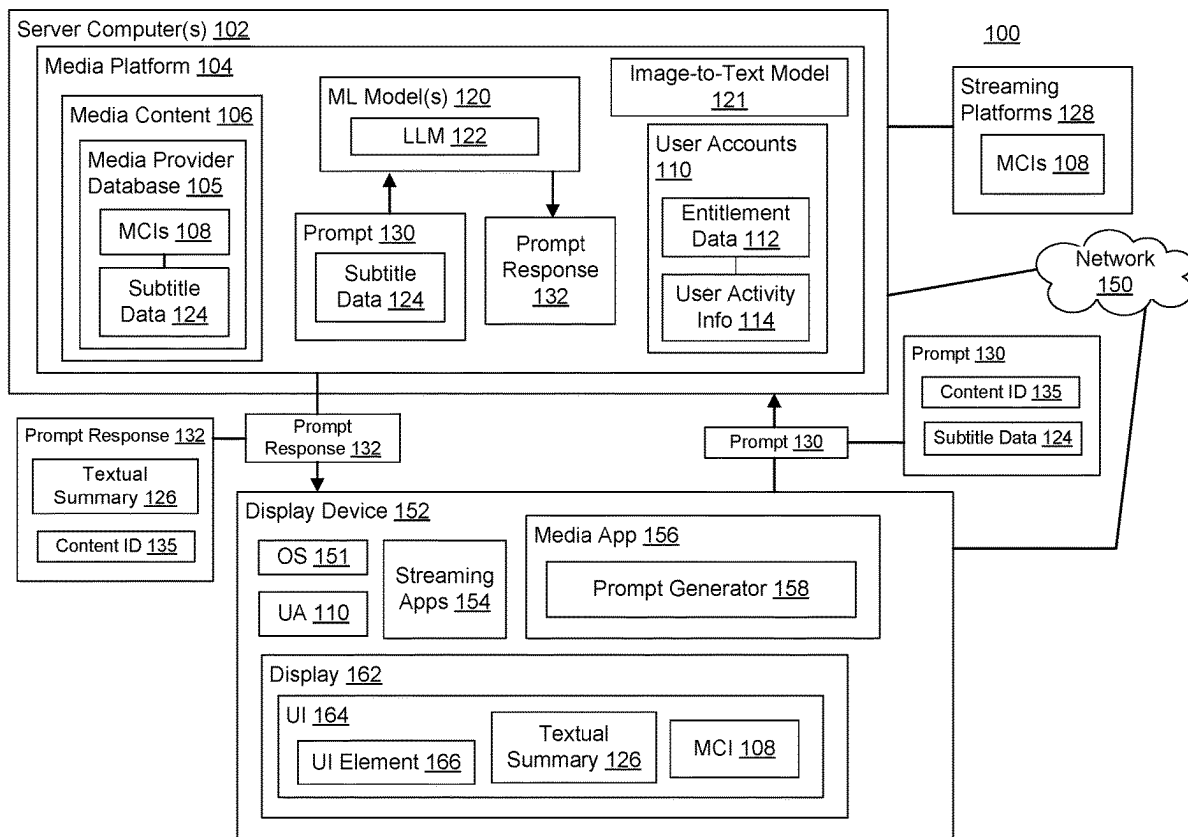 Server Computer(s) 102
100
Media Platform 104
Image-to-Text Model
121
Streaming
Platforms 128
MCIs 108
Media Content 106
Media Provider
Database 105
MCIs 108
Subtitle
Data 124
ML Model(s) 120
LLM 122
Prompt 130
Subtitle
Data 124
Prompt
Response
132
User Accounts
110
Entitlement
Data 112
User Activity
Info 114
Network
150
Prompt 130
Content ID 135
Subtitle Data 124
Prompt Response 132
Textual
Summary 126
Content ID 135
Prompt
Response 132
Prompt 130
Display Device 152
OS 151
UA 110
Streaming
Apps 154
Media App 156
Prompt Generator 158
Display 162
UI 164
UI Element 166
Textual
Summary 126
MCI 108